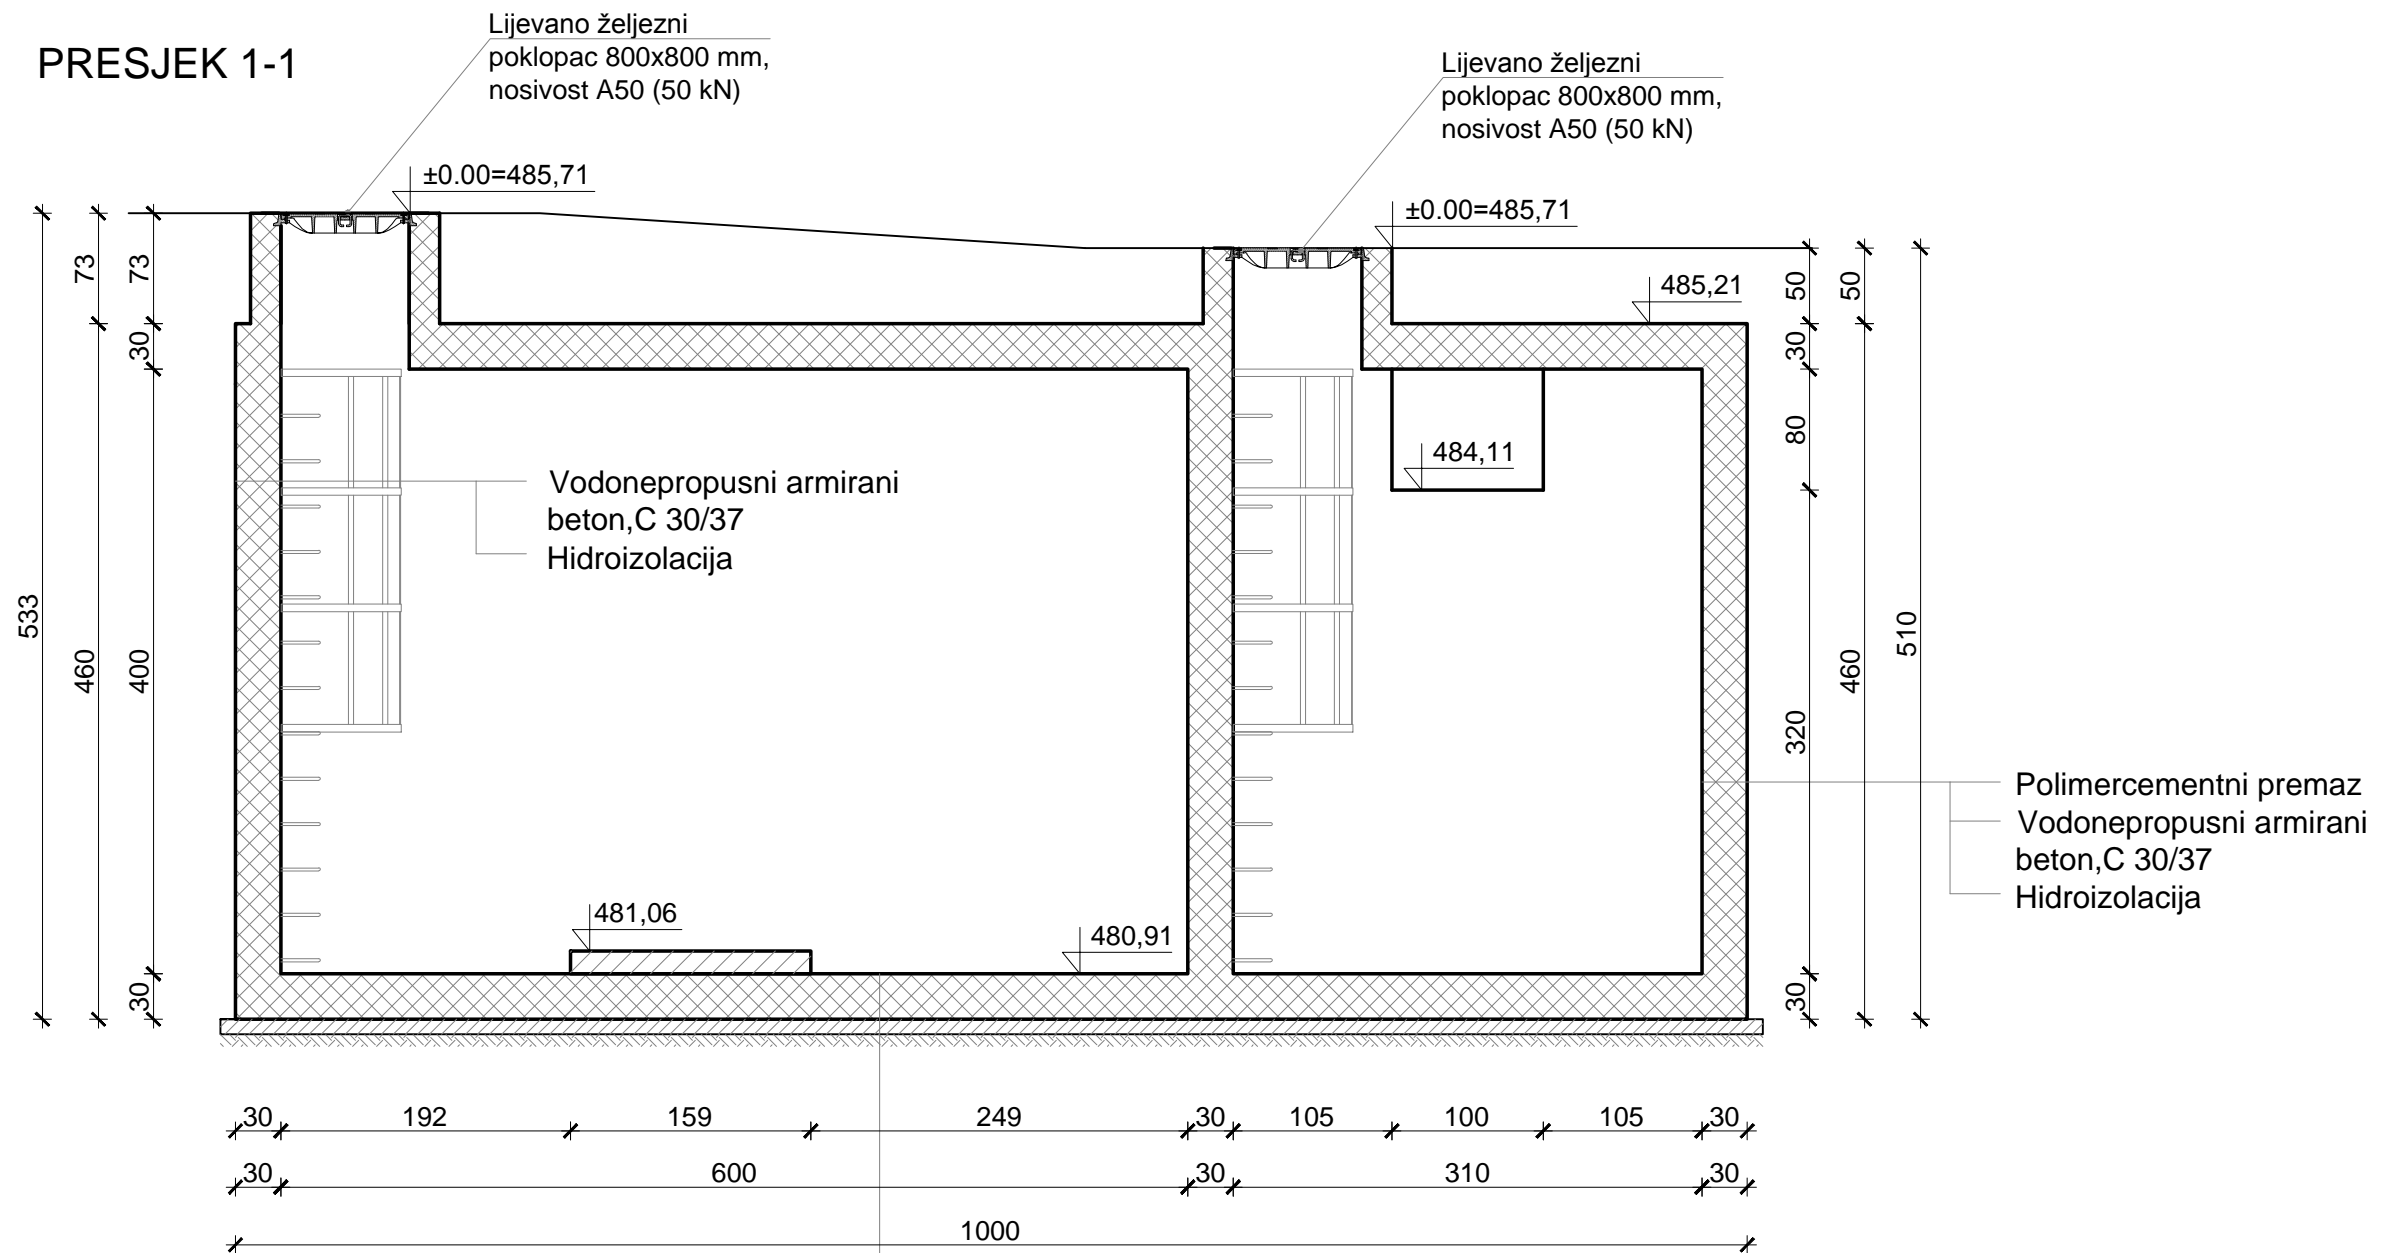 PRESJEK 1-1
Lijevano željezni
poklopac 800x800 mm,
nosivost A50 (50 kN)
Lijevano željezni
poklopac 800x800 mm,
nosivost A50 (50 kN)
±0.00=485,71
±0.00=485,71
485,21
484,11
Vodonepropusni armirani
beton,C 30/37
Hidroizolacija
481,06
480,91
Polimercementni premaz
Vodonepropusni armirani
beton,C 30/37
Hidroizolacija
533
73
460
73
30
400
30
50
30
80
320
30
50
460
510
30 192 159 249 30 105 100 105 30
30 600 30 310 30
1000